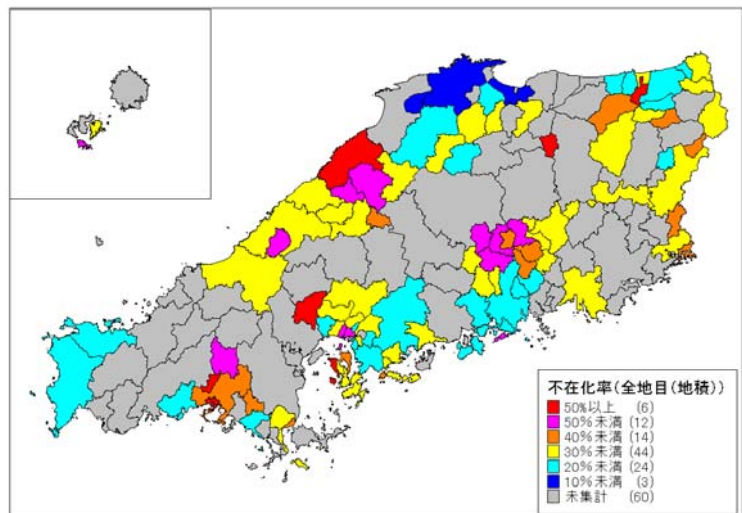 不在化率(全地目(地積))
50%以上 (6)
50%未満 (12)
40%未満 (14)
30%未満 (44)
20%未満 (24)
10%未満 (3)
未集計 (60)